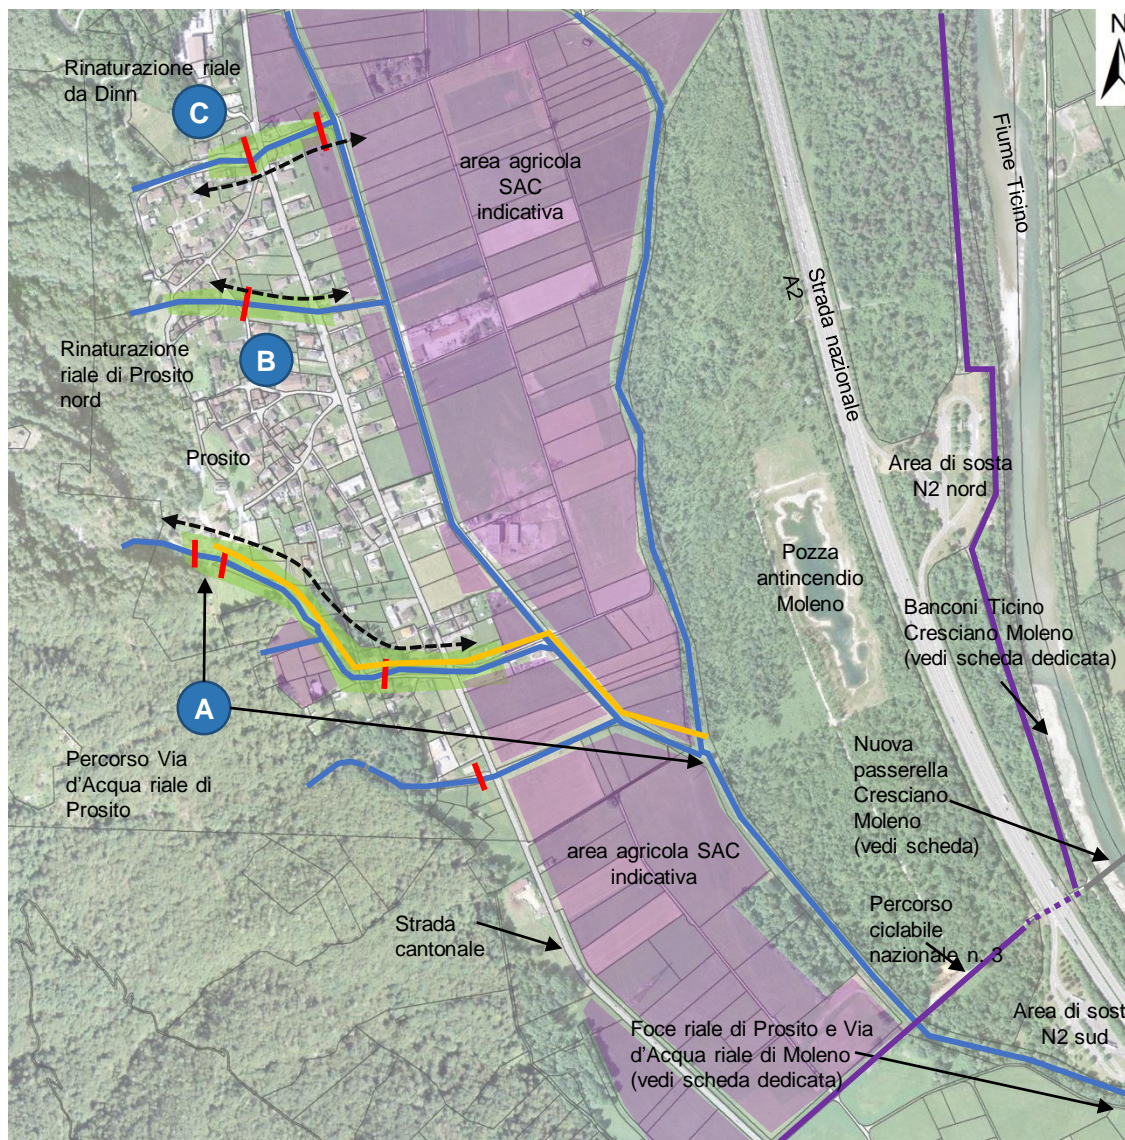 N
Rinaturazione riale
da Dinn
C
area agricola
SAC
indicativa
Fiume Ticino
Strada nazionale
A2
Rinaturazione
riale di Prosito
nord
B
Prosito
Area di sosta
N2 nord
Pozza
antincendio
Moleno
Banconi Ticino
Cresciano Moleno
(vedi scheda dedicata)
A
Percorso Via
d'Acqua riale di
Prosito
Nuova
passerella
Cresciano
Moleno
(vedi scheda)
area agricola SAC
indicativa
Strada
cantonale
Percorso
ciclabile
nazionale n. 3
Foce riale di Prosito e Via
d'Acqua riale di Moleno
(vedi scheda dedicata)
Area di sost
N2 sud